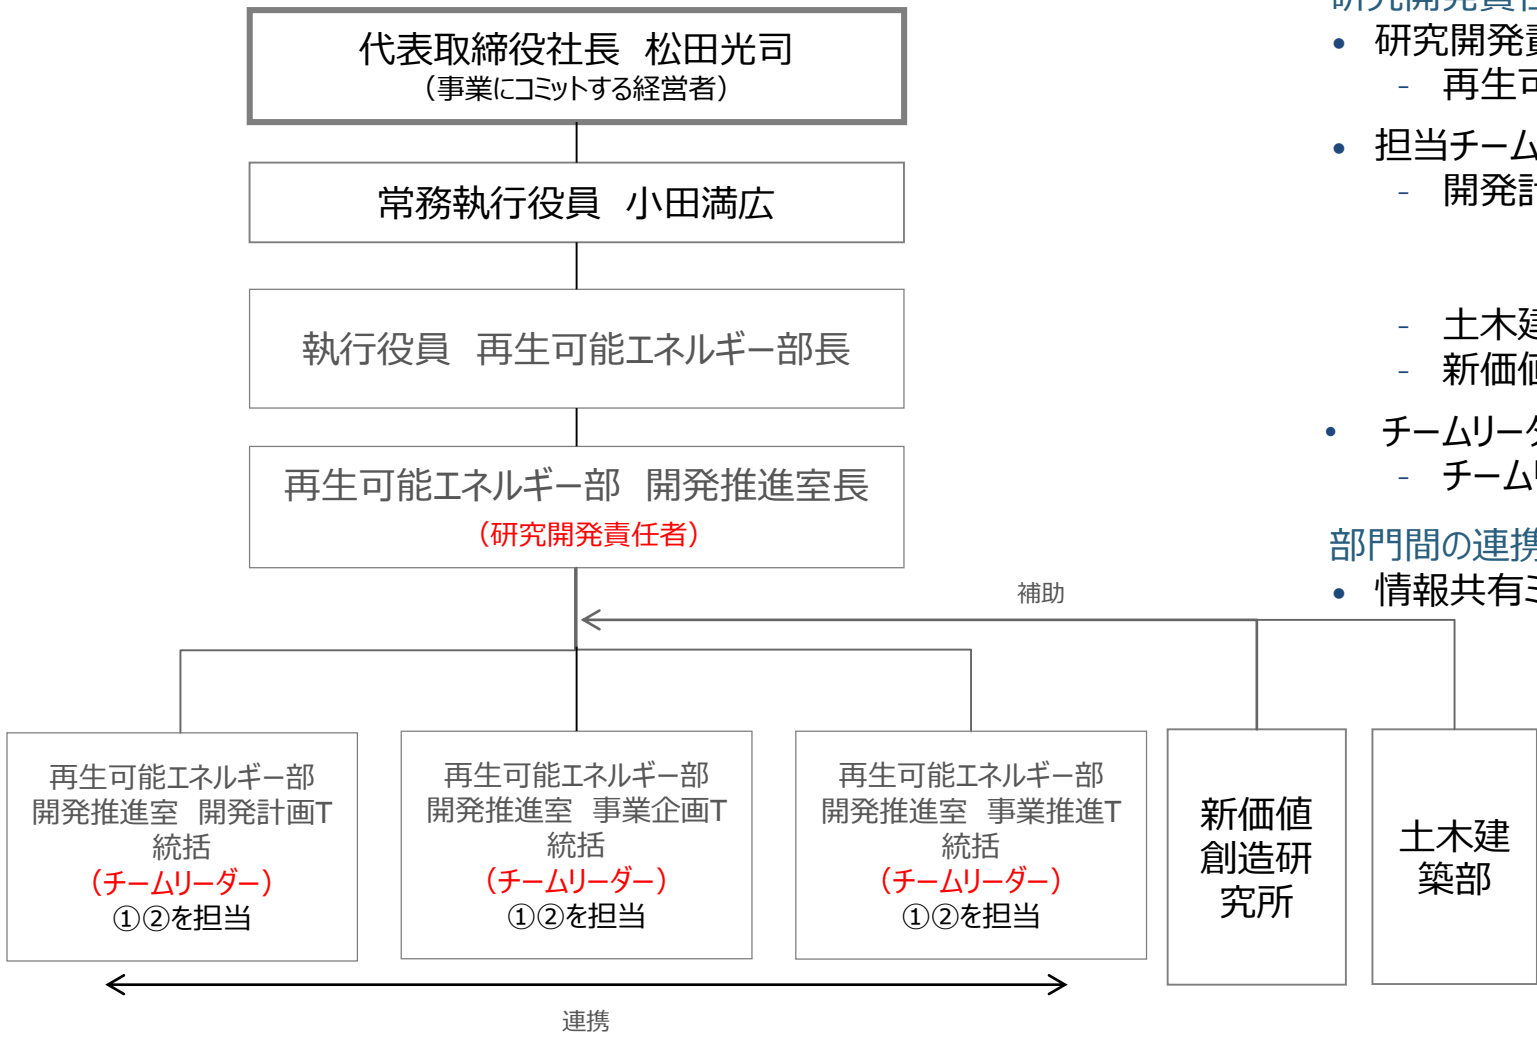 代表取締役社長 松田光司
（事業にコミットする経営者）
常務執行役員 小田満広
執行役員 再生可能エネルギー部長
再生可能エネルギー部 開発推進室長
（研究開発責任者）
補助
再生可能エネルギー部
開発推進室 開発計画T
統括
（チームリーダー）
①②を担当
再生可能エネルギー部
開発推進室 事業企画T
統括
（チームリーダー）
①②を担当
再生可能エネルギー部
開発推進室 事業推進T
統括
（チームリーダー）
①②を担当
新価値
創造研
究所
土木建
築部
連携
研究開発責
• 研究開発
- 再生
• 担当チーム
- 開発
- 土木
- 新価
• チームリー
- チーム
部門間の連携
• 情報共有